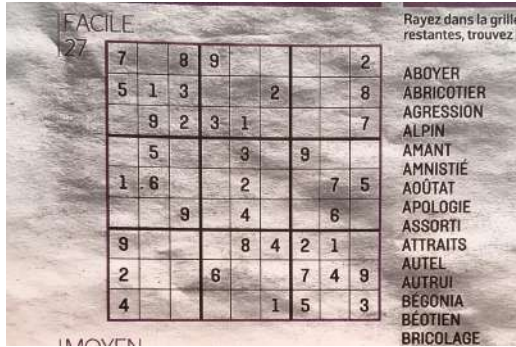 FACILE
27
7 8 9 2
5 1 3 2 8
9 2 3 1 7
5 3 9
1 6 2 7 5
9 4 6
9 8 4 2 1
2 6 7 4 9
4 1 5 3
MOYEN
Rayez dans la grille
restantes, trouvez
ABOYER
ABRICOTIER
AGRESSION
ALPIN
AMANT
AMNISTIÉ
AOÛTAT
APOLOGIE
ASSORTI
ATTRAITS
AUTEL
AUTRUI
BÉGONIA
BÉOTIEN
BRICOLAGE